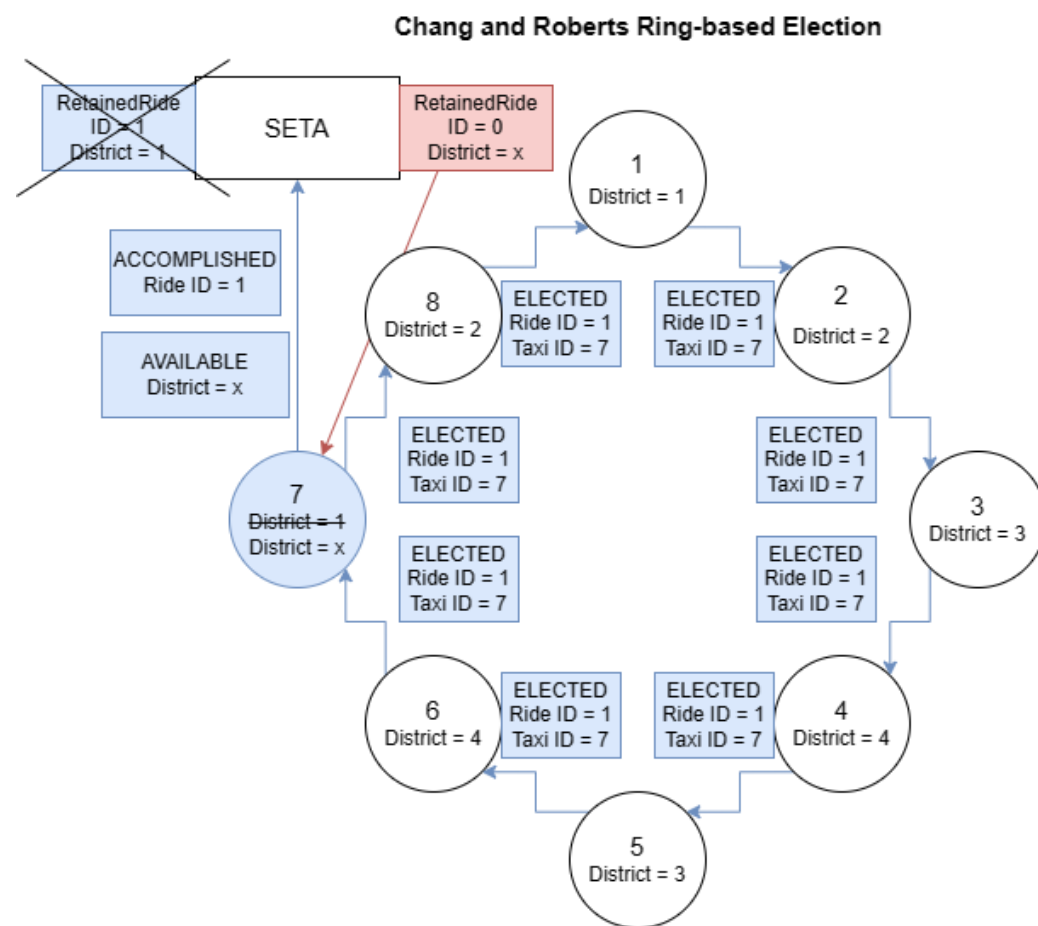 Chang and Roberts Ring-based Election
RetainedRide
ID = 1
District = 1
SETA
RetainedRide
ID = 0
District = x
1
District = 1
ACCOMPLISHED
Ride ID = 1
AVAILABLE
District = x
8
District = 2
ELECTED
Ride ID = 1
Taxi ID = 7
ELECTED
Ride ID = 1
Taxi ID = 7
2
District = 2
ELECTED
Ride ID = 1
Taxi ID = 7
ELECTED
Ride ID = 1
Taxi ID = 7
7
District = 1
District = x
3
District = 3
ELECTED
Ride ID = 1
Taxi ID = 7
ELECTED
Ride ID = 1
Taxi ID = 7
6
District = 4
ELECTED
Ride ID = 1
Taxi ID = 7
ELECTED
Ride ID = 1
Taxi ID = 7
4
District = 4
5
District = 3